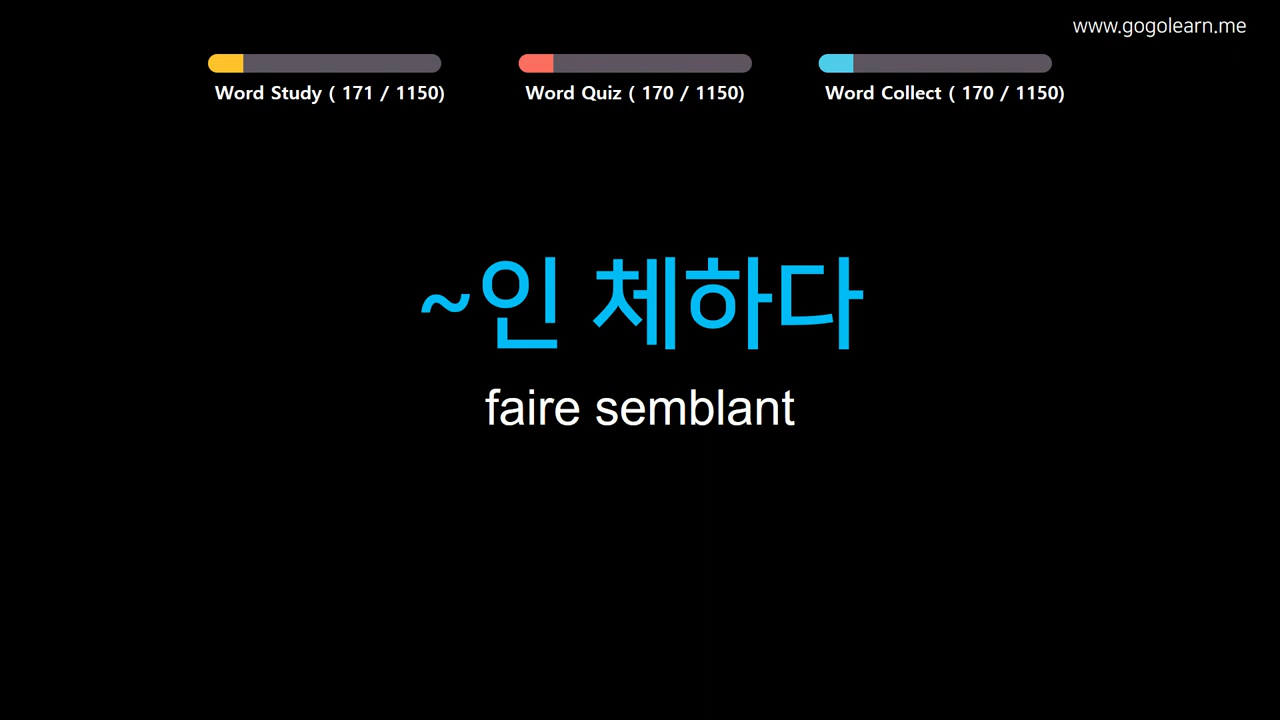 www.gogolearn.me
Word Study ( 171 / 1150)
Word Quiz ( 170 / 1150)
Word Collect ( 170 / 1150)
~인 체하다
faire semblant